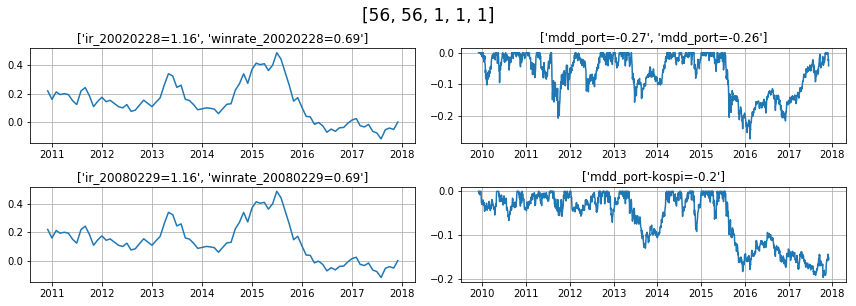 [56, 56, 1, 1, 1]
['ir_20020228=1.16', 'winrate_20020228=0.69']
0.4
0.2
0.0
2011 2012 2013 2014 2015 2016 2017 2018
['mdd_port=-0.27', 'mdd_port=-0.26']
0.0
−0.1
−0.2
2010 2011 2012 2013 2014 2015 2016 2017 2018
['ir_20080229=1.16', 'winrate_20080229=0.69']
0.4
0.2
0.0
2011 2012 2013 2014 2015 2016 2017 2018
['mdd_port-kospi=-0.2']
0.0
−0.1
−0.2
2010 2011 2012 2013 2014 2015 2016 2017 2018